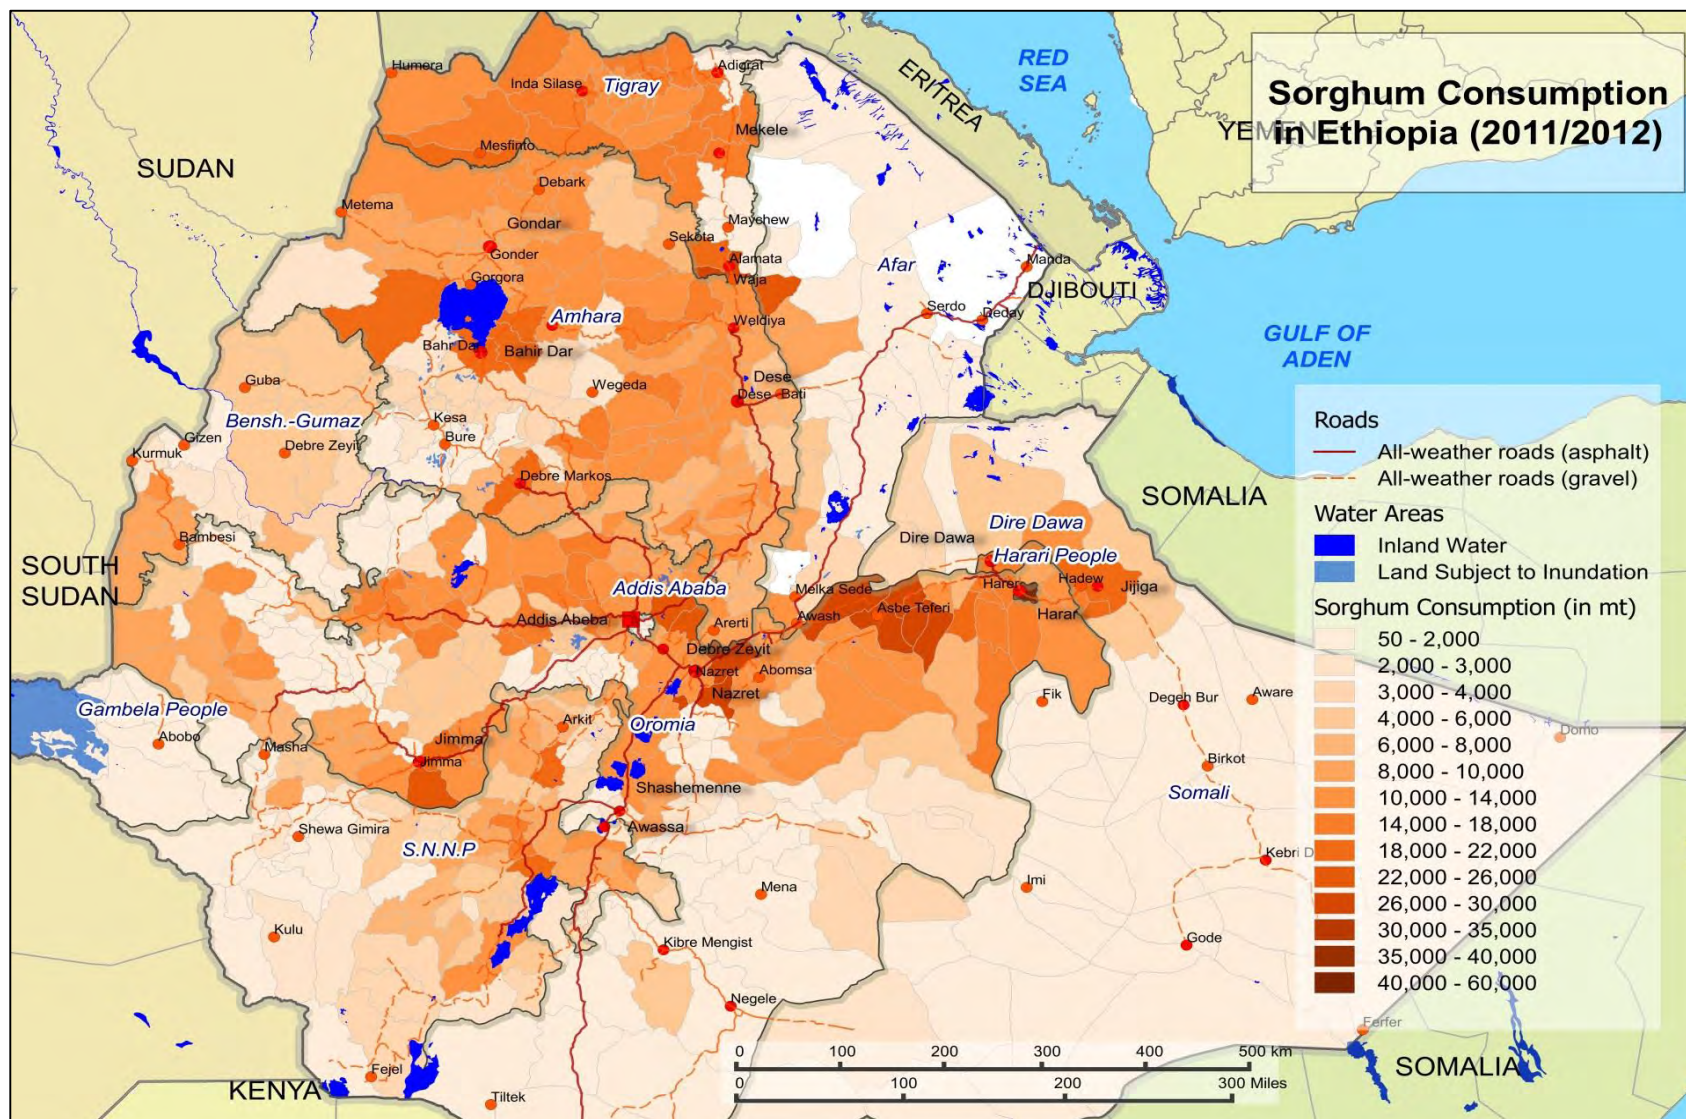 Sorghum Consumption
in Ethiopia (2011/2012)
RED
SEA
ERITREA
YEMEN
SUDAN
Humera
Inda Silase
Tigray
Adigrat
Mekele
Mesfinto
Debark
Metema
Gondar
Maychew
Sekota
Gonder
Alamata
Afar
Manda
Gorgora
Waja
DJIBOUTI
Serdo
Deday
Amhara
Weldiya
GULF OF
ADEN
Bahr Da
Bahir Dar
Dese
Guba
Wegeda
Dese
Bati
Bensh.-Gumaz
Kesa
Gizen
Bure
Debre Zeyit
Kurmuk
Debre Markos
SOMALIA
Dire Dawa
Bambesi
Dire Dawa
Harari People
SOUTH
SUDAN
Addis Ababa
Melka Sede
Harer
Hadew
Jijiga
Asbe Teferi
Addis Abeba
Arerti
Awash
Harar
Debre Zeyit
Nazret
Abomsa
Nazret
Fik
Degeh Bur
Aware
Gambela People
Arkit
Oromia
Abobo
Masha
Jimma
Jimma
Domo
Birkot
Shashemenne
Somali
Shewa Gimira
Awassa
S.N.N.P
Kebri D
Mena
Imi
Kulu
Kibre Mengist
Gode
Negele
Ferfer
Fejel
KENYA
Tiltek
SOMALIA
Roads
All-weather roads (asphalt)
All-weather roads (gravel)
Water Areas
Inland Water
Land Subject to Inundation
Sorghum Consumption (in mt)
50 - 2,000
2,000 - 3,000
3,000 - 4,000
4,000 - 6,000
6,000 - 8,000
8,000 - 10,000
10,000 - 14,000
14,000 - 18,000
18,000 - 22,000
22,000 - 26,000
26,000 - 30,000
30,000 - 35,000
35,000 - 40,000
40,000 - 60,000
0 100 200 300 400 500 km
0 100 200 300 Miles